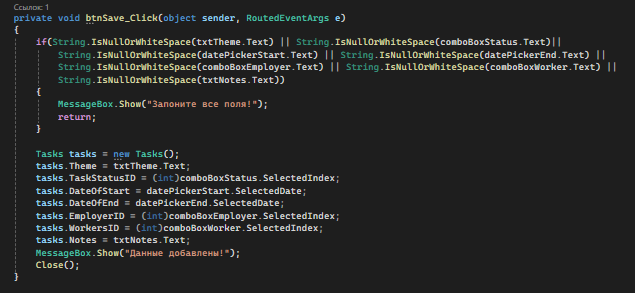 Ссылок: 1
private void btnSave_Click(object sender, RoutedEventArgs e)
{
if(String.IsNullOrWhiteSpace(txtTheme.Text) || String.IsNullOrWhiteSpace(comboBoxStatus.Text)||
String.IsNullOrWhiteSpace(datePickerStart.Text) || String.IsNullOrWhiteSpace(datePickerEnd.Text) ||
String.IsNullOrWhiteSpace(comboBoxEmployer.Text) || String.IsNullOrWhiteSpace(comboBoxWorker.Text) ||
String.IsNullOrWhiteSpace(txtNotes.Text))
{
MessageBox.Show("Залоните все поля!");
return;
}
Tasks tasks = new Tasks();
tasks.Theme = txtTheme.Text;
tasks.TaskStatusID = (int)comboBoxStatus.SelectedIndex;
tasks.DateOfStart = datePickerStart.SelectedDate;
tasks.DateOfEnd = datePickerEnd.SelectedDate;
tasks.EmployerID = (int)comboBoxEmployer.SelectedIndex;
tasks.WorkersID = (int)comboBoxWorker.SelectedIndex;
tasks.Notes = txtNotes.Text;
MessageBox.Show("Данные добавлены!");
Close();
}